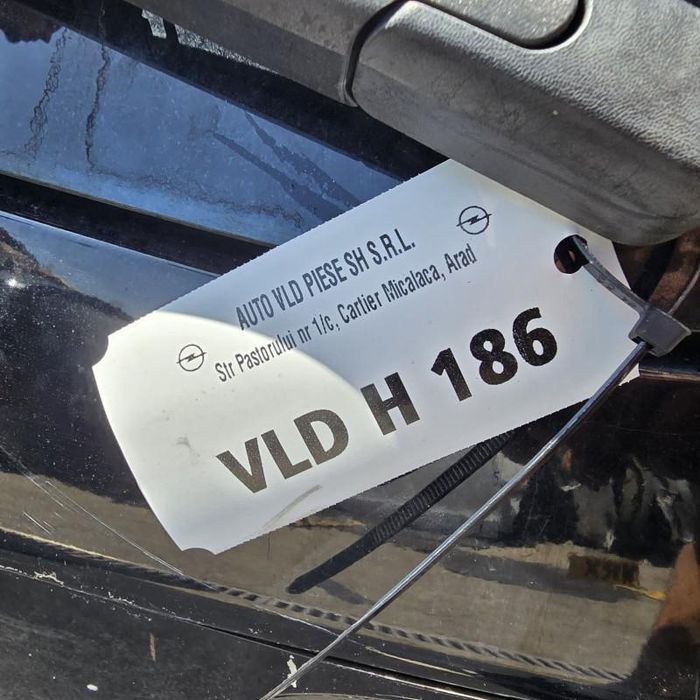 AUTO VLD PIESE SH S.R.L.
Str Pastorului nr 1/c, Cartier Micalaca, Arad
VLD H 186